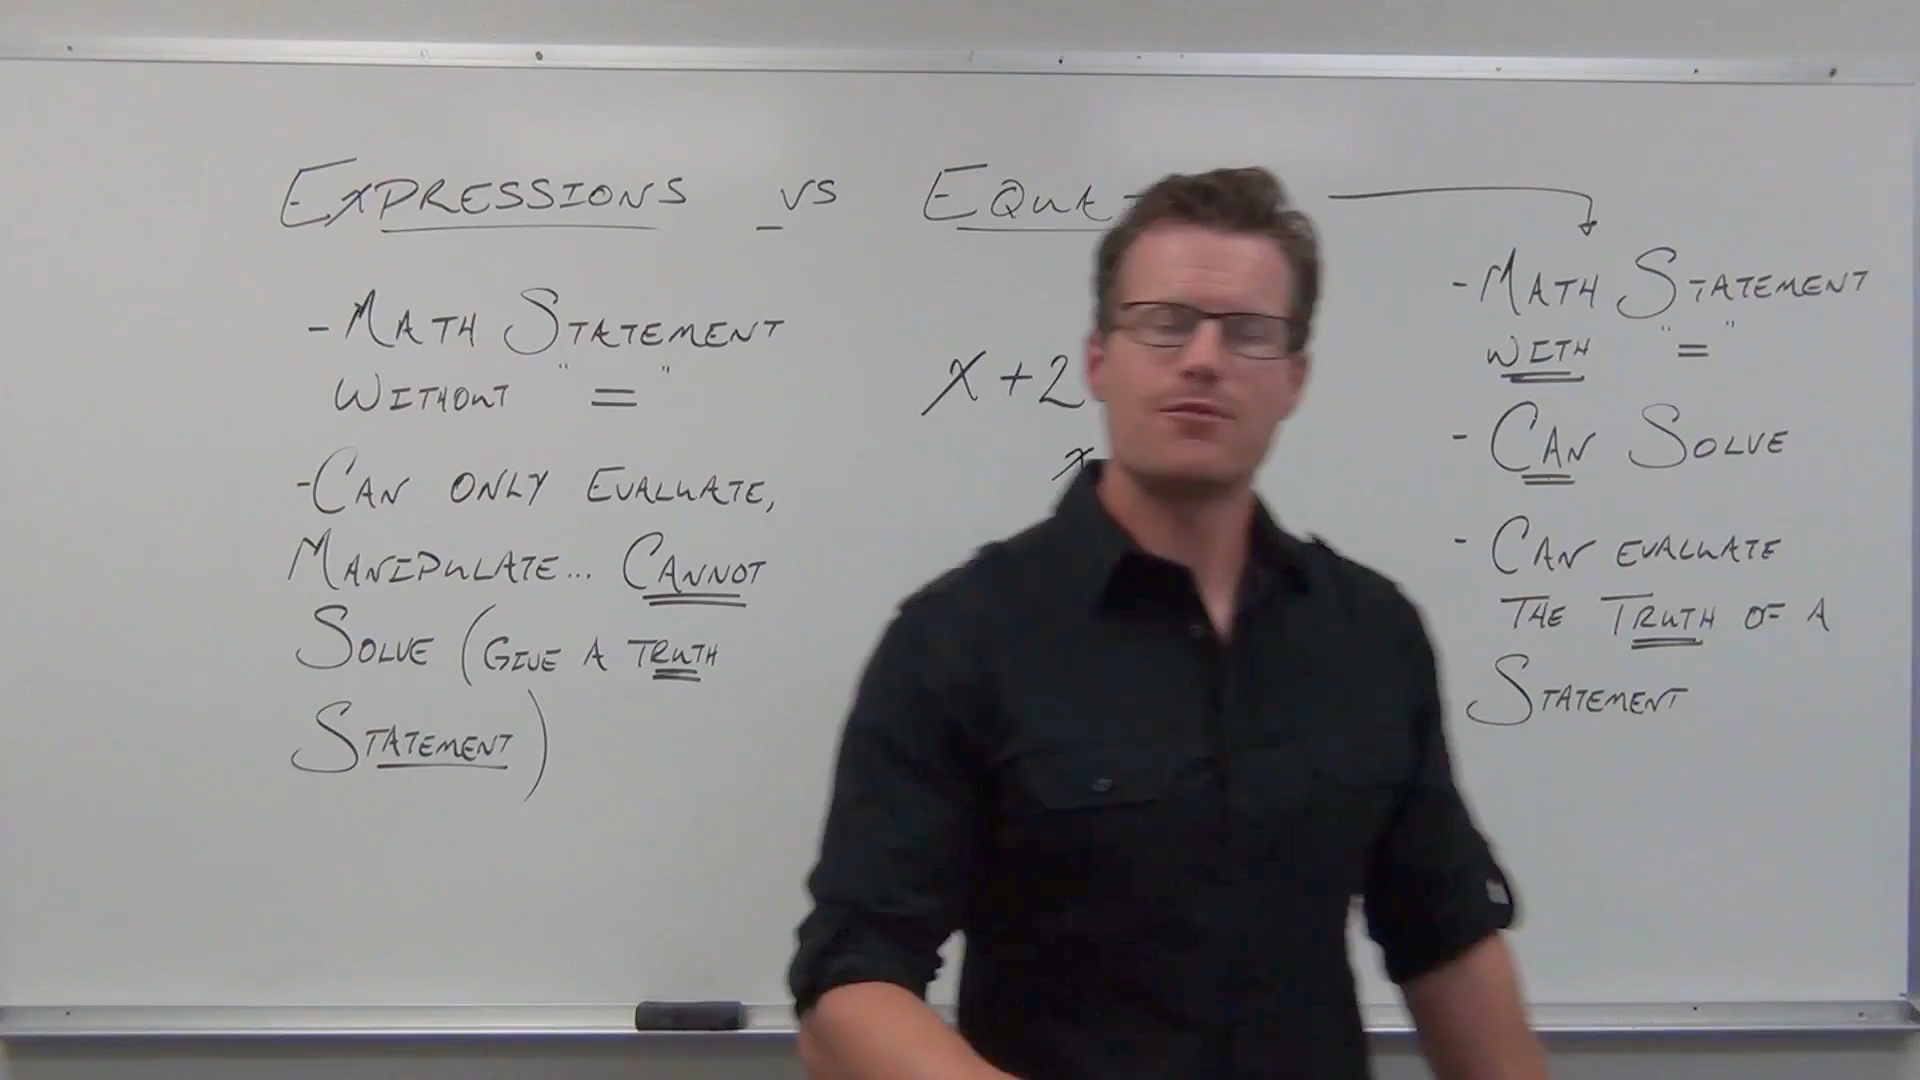 EXPRESSIONS VS
- MATH STATEMENT
WITHOUT "="
- CAN ONLY EVALUATE,
MANIPULATE... CANNOT
SOLVE (GIVE A TRUTH
STATEMENT)
X+2
x
- MATH STATEMENT
WITH "="
- CAN SOLVE
- CAN EVALUATE
THE TRUTH OF A
STATEMENT